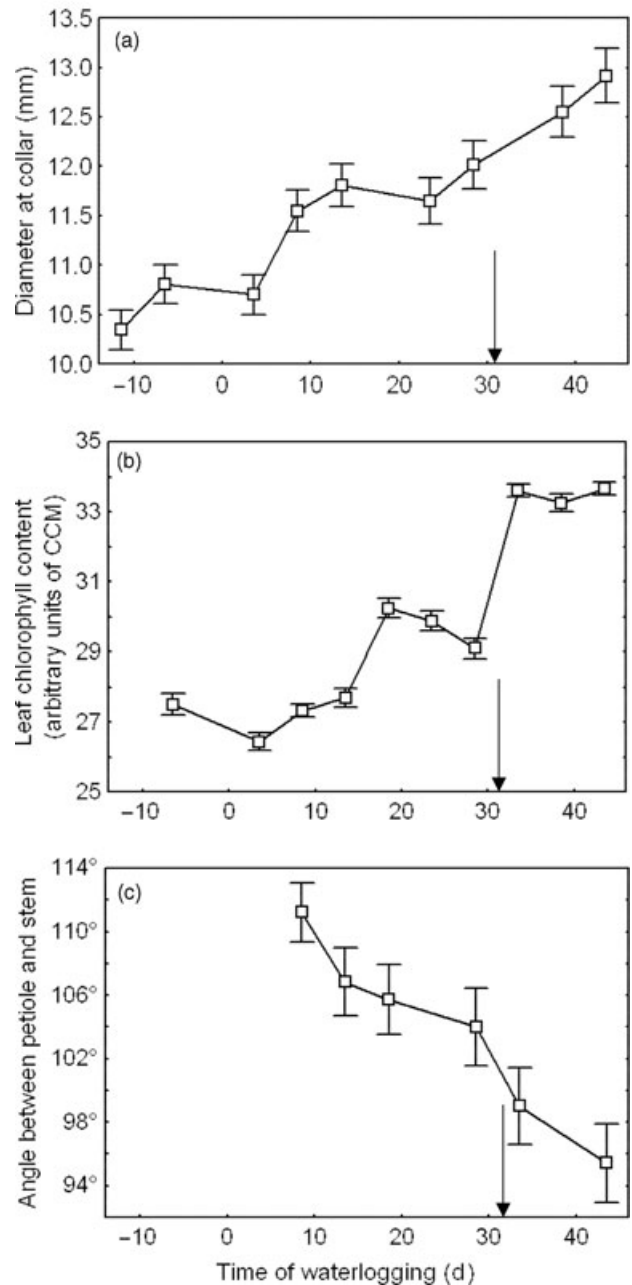 (a)
Diameter at collar (mm)
13.5
13.0
12.5
12.0
11.5
11.0
10.5
10.0
−10 0 10 20 30 40
(b)
Leaf chlorophyll content
(arbitrary units of CCM)
35
33
31
29
27
25
−10 0 10 20 30 40
(c)
Angle between petiole and stem
114°
110°
106°
102°
98°
94°
−10 0 10 20 30 40
Time of waterlogging (d)